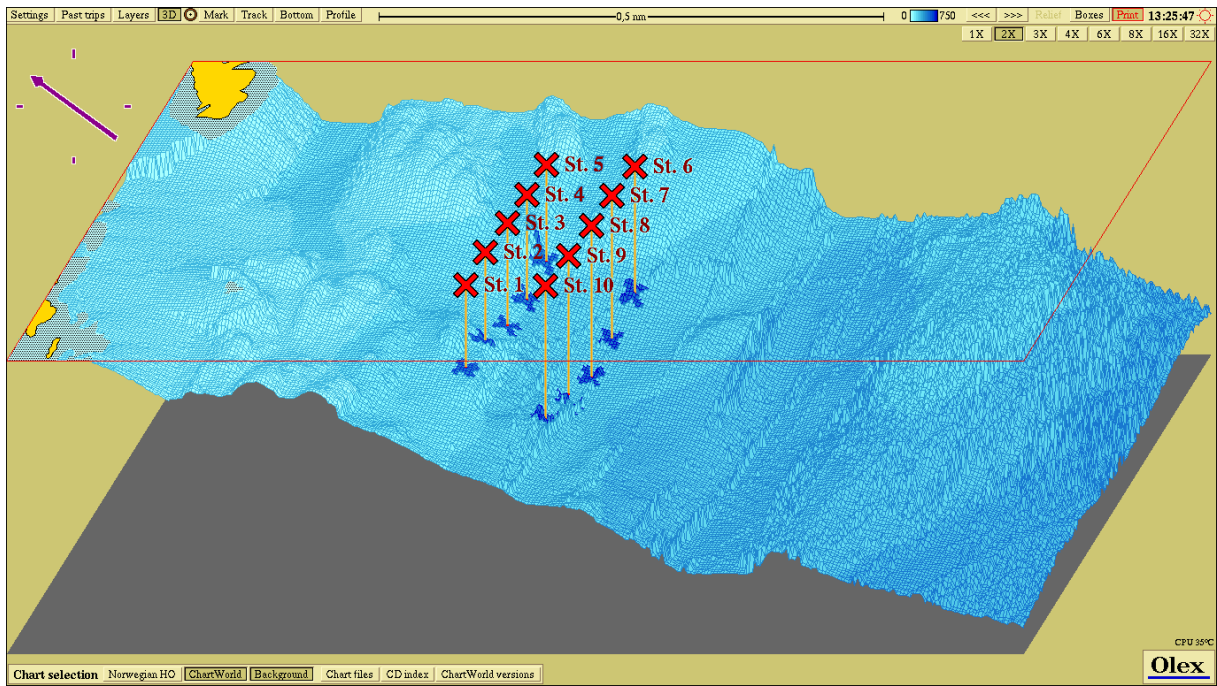 Settings Past trips Layers 3D Mark Track Bottom Profile 0,5 nm 0 750 <<< >>> Relief Boxes Print 13:25:47
1X 2X 3X 4X 6X 8X 16X 32X
St. 5 St. 6
St. 4 St. 7
St. 3 St. 8
St. 2 St. 9
St. 1 St. 10
CPU 35°C
Chart selection Norwegian HO ChartWorld Background Chart files CD index ChartWorld versions Olex